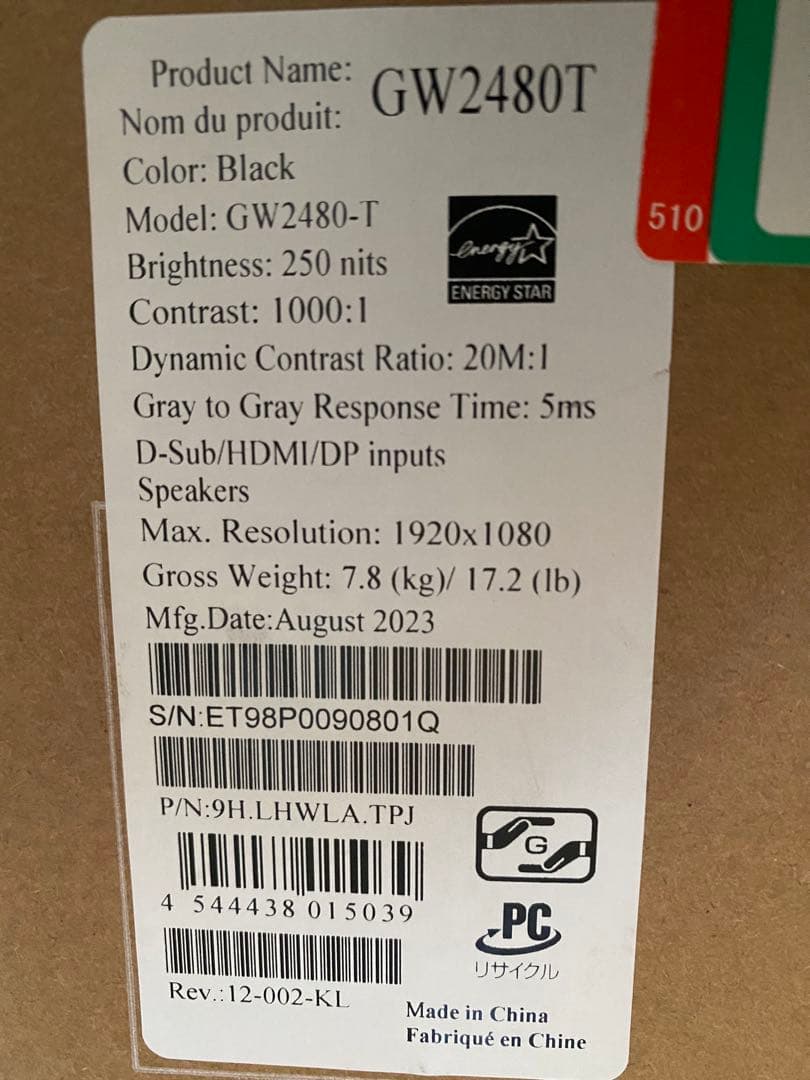 Product Name:
Nom du produit:
GW2480T
Color: Black
Model: GW2480-T
Brightness: 250 nits
Contrast: 1000:1
Dynamic Contrast Ratio: 20M:1
Gray to Gray Response Time: 5ms
D-Sub/HDMI/DP inputs
Speakers
Max. Resolution: 1920x1080
Gross Weight: 7.8 (kg)/ 17.2 (lb)
Mfg.Date:August 2023
S/N:ET98P0090801Q
P/N:9H.LHWLA.TPJ
4 544438 015039
Rev.:12-002-KL
energy
ENERGY STAR
510
G
PC
リサイクル
Made in China
Fabriqué en Chine